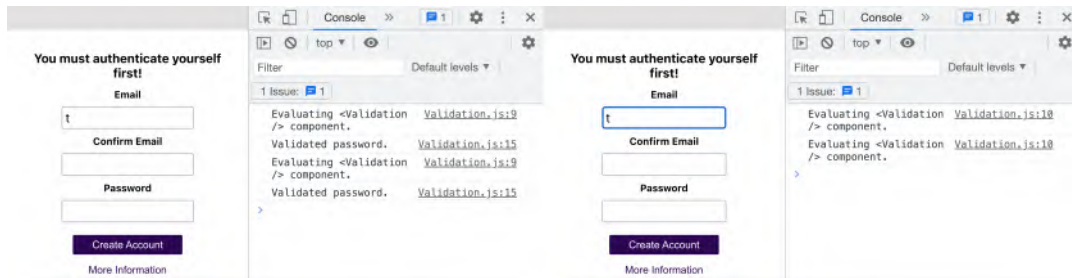 Console » 1
top ▼
Filter Default levels ▼
1 Issue: 1
You must authenticate yourself
first!
Email
t
Confirm Email
Password
Create Account
More Information
Evaluating <Validation Validation.js:9
/> component.
Validated password. Validation.js:15
Evaluating <Validation Validation.js:9
/> component.
Validated password. Validation.js:15
>
Console » 1
top ▼
Filter Default levels ▼
1 Issue: 1
You must authenticate yourself
first!
Email
t
Confirm Email
Password
Create Account
More Information
Evaluating <Validation Validation.js:10
/> component.
Evaluating <Validation Validation.js:10
/> component.
>